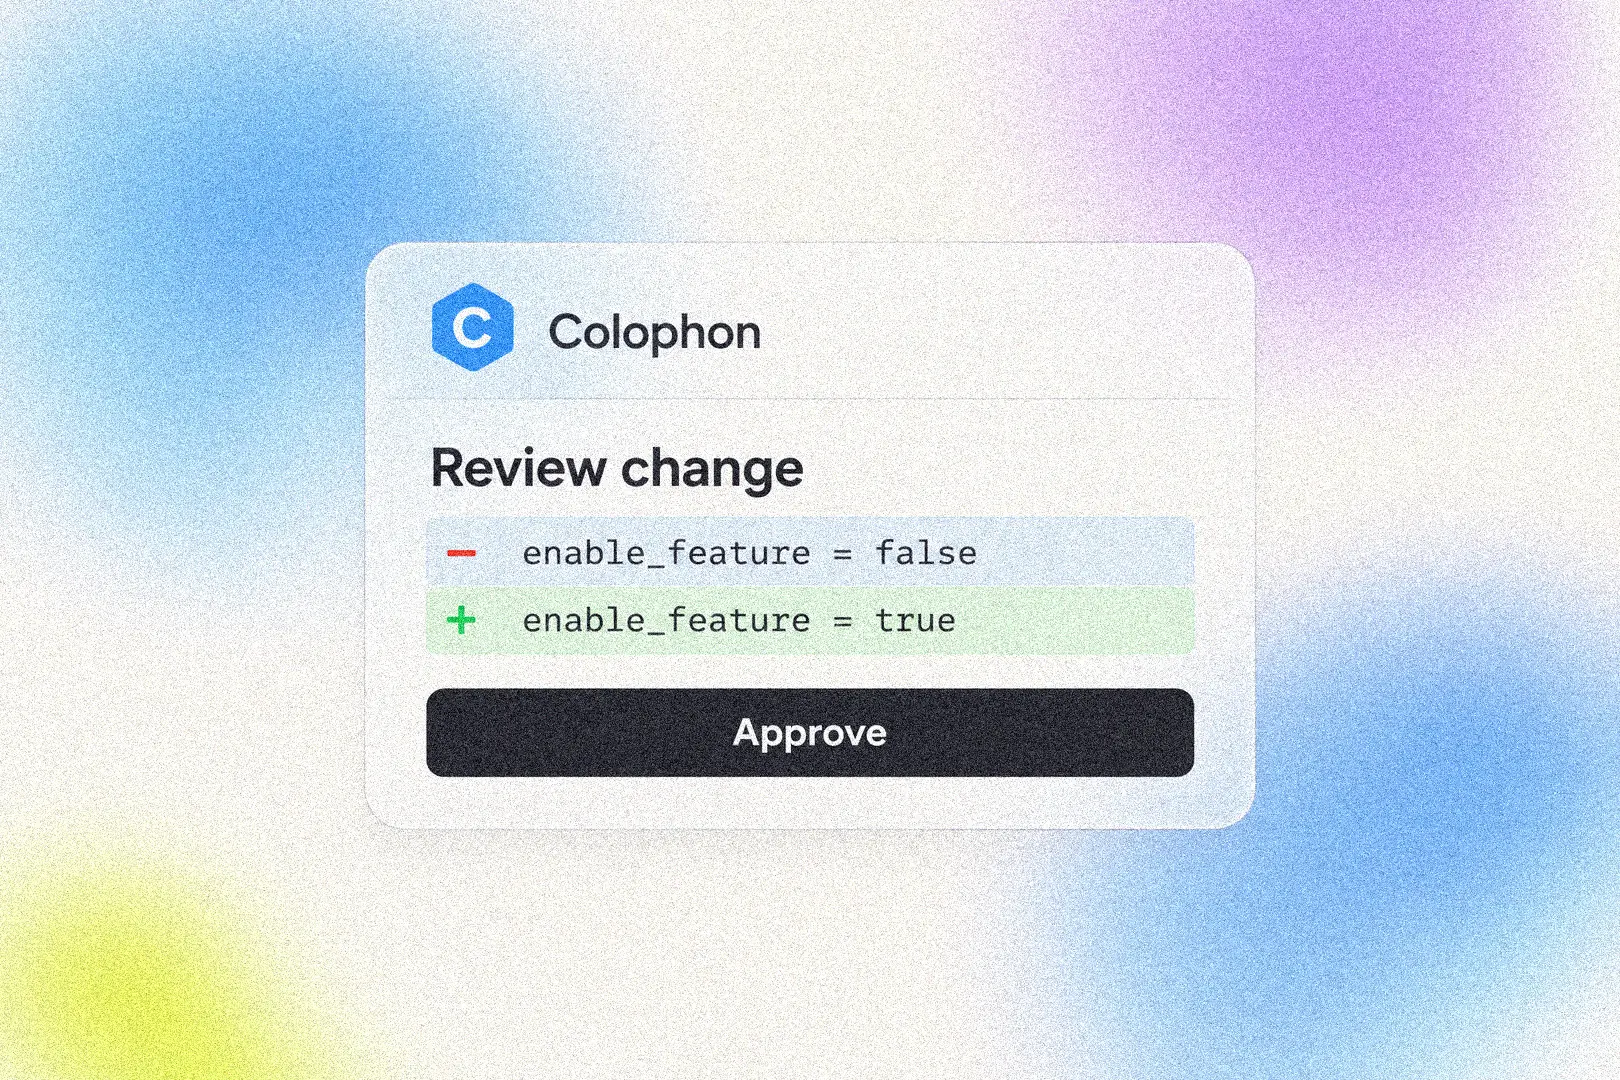 C Colophon
Review change
- enable_feature = false
+ enable_feature = true
Approve